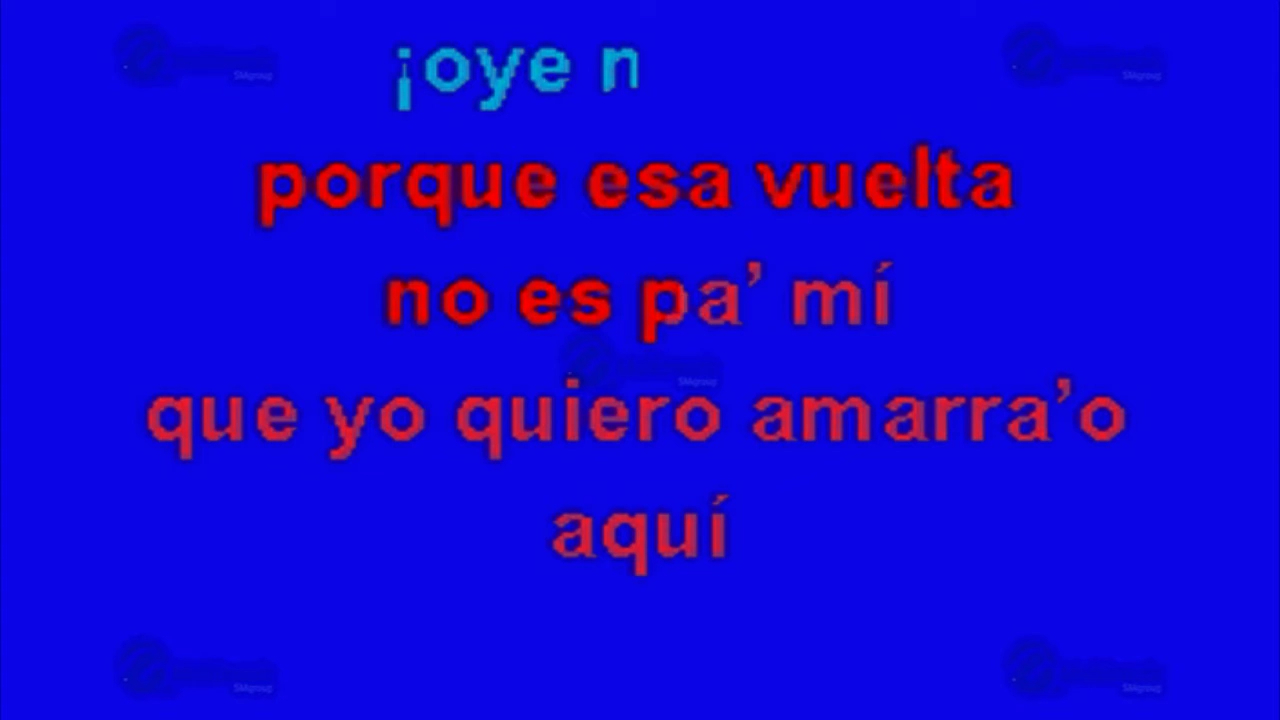 ¡oye n
porque esa vuelta
no es pa’ mí
que yo quiero amarra’o
aquí